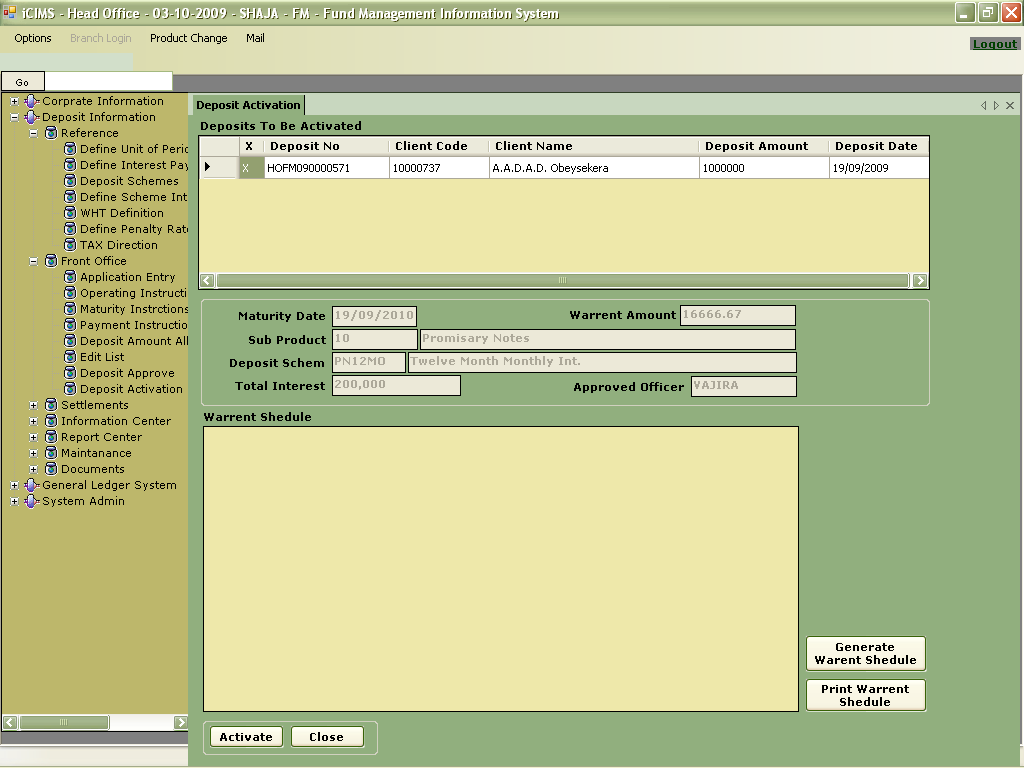 iCIMS - Head Office - 03-10-2009 - SHAJA - FM - Fund Management Information System
Options Branch Login Product Change Mail
Logout
Go
Corprate Information
Deposit Information
Reference
Define Unit of Peric
Define Interest Pay
Deposit Schemes
Define Scheme Int
WHT Definition
Define Penalty Rat
TAX Direction
Front Office
Application Entry
Operating Instructi
Maturity Instrctions
Payment Instructio
Deposit Amount All
Edit List
Deposit Approve
Deposit Activation
Settlements
Information Center
Report Center
Maintanance
Documents
General Ledger System
System Admin
Deposit Activation
Deposits To Be Activated
X Deposit No Client Code Client Name Deposit Amount Deposit Date
X HOFM090000571 10000737 A.A.D.A.D. Obeysekera 1000000 19/09/2009
Maturity Date 19/09/2010 Warrent Amount 16666.67
Sub Product 10 Promisary Notes
Deposit Schem PN12MO Twelve Month Monthly Int.
Total Interest 200,000 Approved Officer VAJIRA
Warrent Shedule
Generate
Warent Shedule
Print Warrent
Shedule
Activate Close